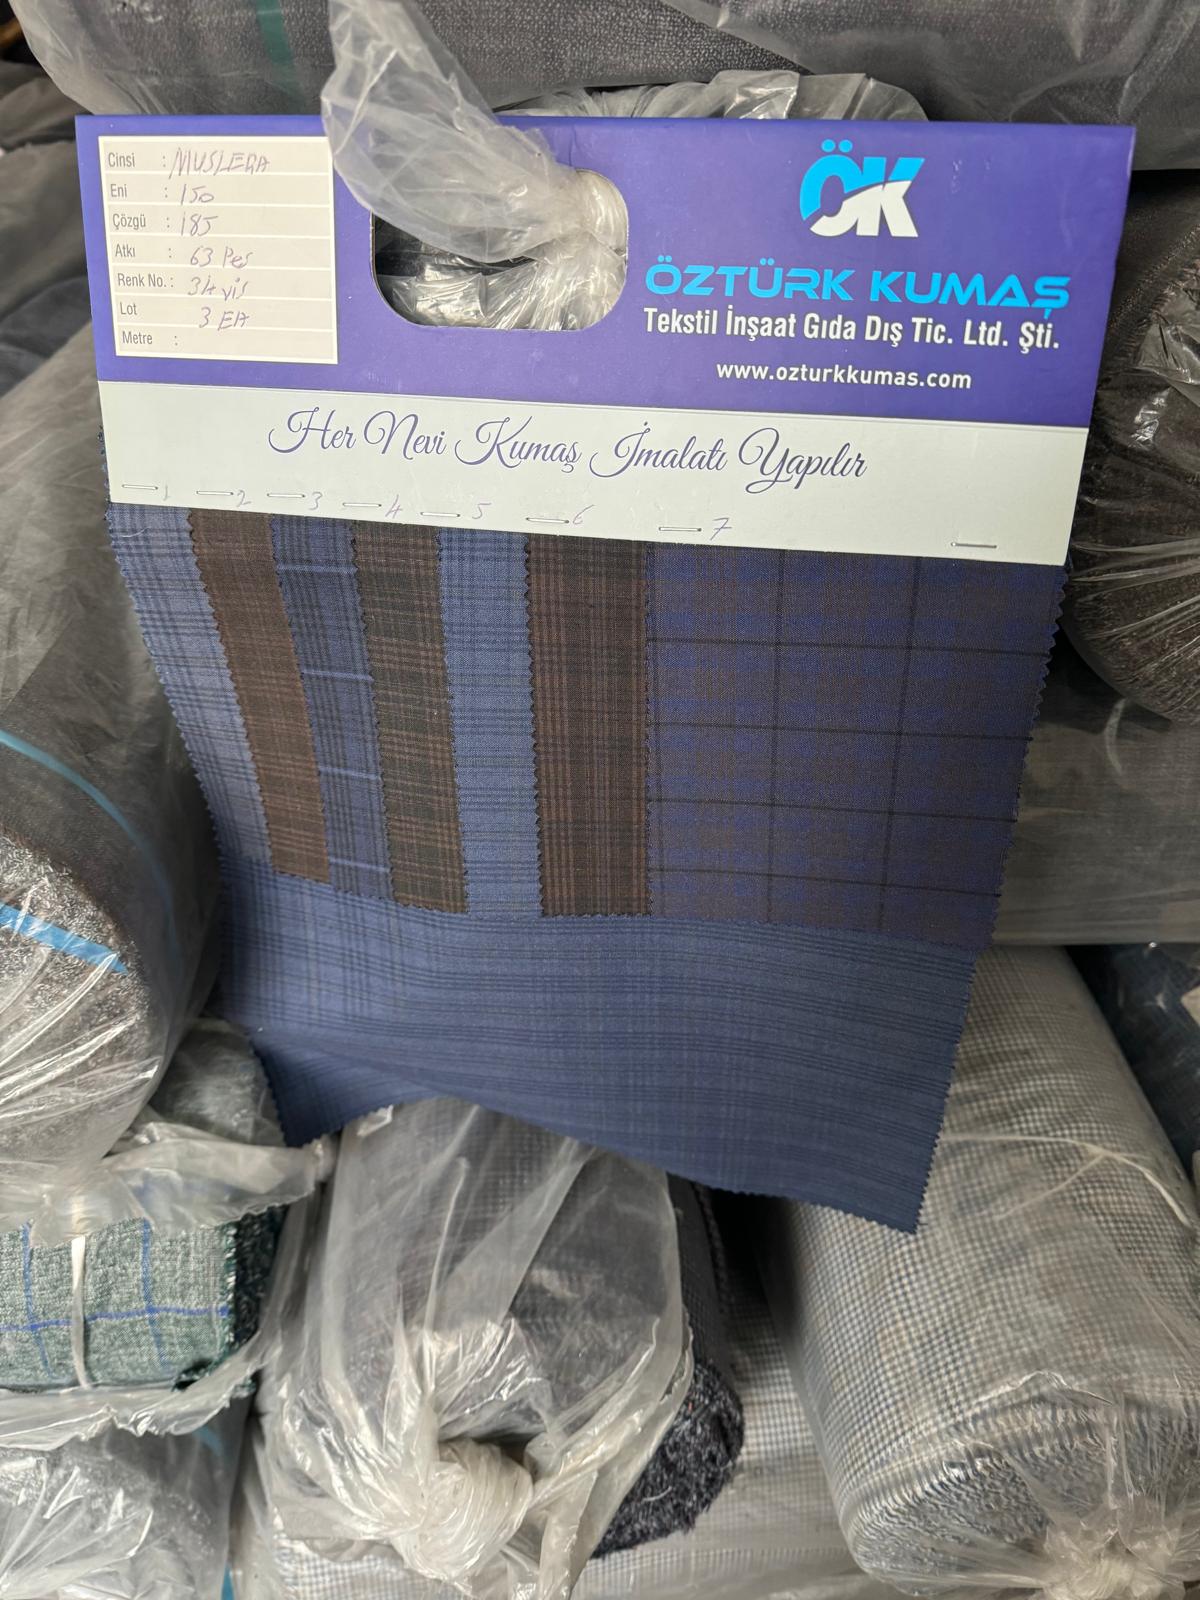 Cinsi : MUSLERA
Eni : 150
Çözgü : 185
Atkı : 63 Pes
Renk No. : 34 vis
Lot 3 EA
Metre :
ÖK
ÖZTÜRK KUMAŞ
Tekstil İnşaat Gıda Dış Tic. Ltd. Şti.
www.ozturkkumas.com
Her Nevi Kumaş İmalatı Yapılır
1 2 3 4 5 6 7